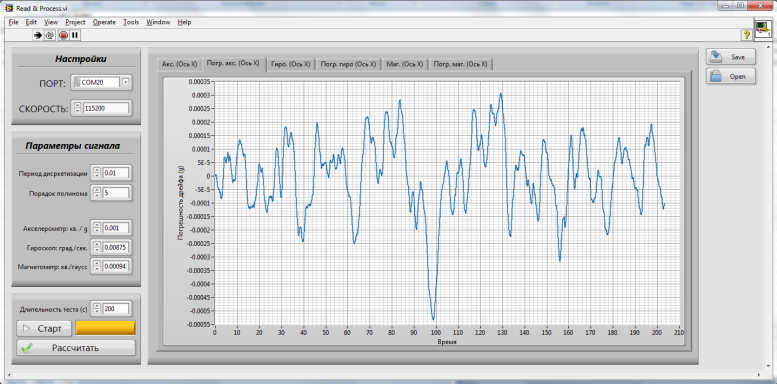 Read & Process.vi
File Edit View Project Operate Tools Window Help
Настройки
ПОРТ: COM20
СКОРОСТЬ: 115200
Параметры сигнала
Период дискретизации 0.01
Порядок полинома 5
Акселерометр: кв. / g 0.001
Гироскоп: град./сек. 0.00875
Магнетометр: кв./гаусс 0.00094
Длительность теста (с) 200
Старт
Рассчитать
Акс. (Ось X) Погр. акс. (Ось X) Гиро. (Ось X) Погр. гиро (Ось X) Маг. (Ось X) Погр. маг. (Ось X)
Погрешность дрейфа (g)
0.00035
0.0003
0.00025
0.0002
0.00015
0.0001
5E-5
0
-5E-5
-0.0001
-0.00015
-0.0002
-0.00025
-0.0003
-0.00035
-0.0004
-0.00045
-0.0005
-0.00055
0 10 20 30 40 50 60 70 80 90 100 110 120 130 140 150 160 170 180 190 200 210
Время
Save
Open